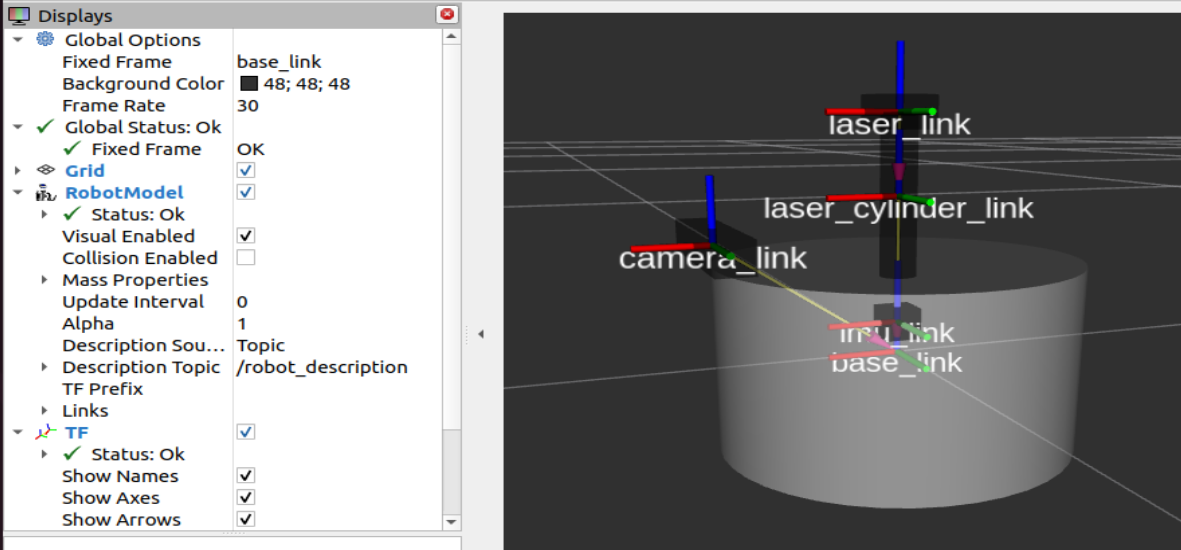 Displays
Global Options
Fixed Frame base_link
Background Color 48; 48; 48
Frame Rate 30
Global Status: Ok
Fixed Frame OK
Grid
RobotModel
Status: Ok
Visual Enabled
Collision Enabled
Mass Properties
Update Interval 0
Alpha 1
Description Sou... Topic
Description Topic /robot_description
TF Prefix
Links
TF
Status: Ok
Show Names
Show Axes
Show Arrows
laser_link
laser_cylinder_link
camera_link
imu_link
base_link